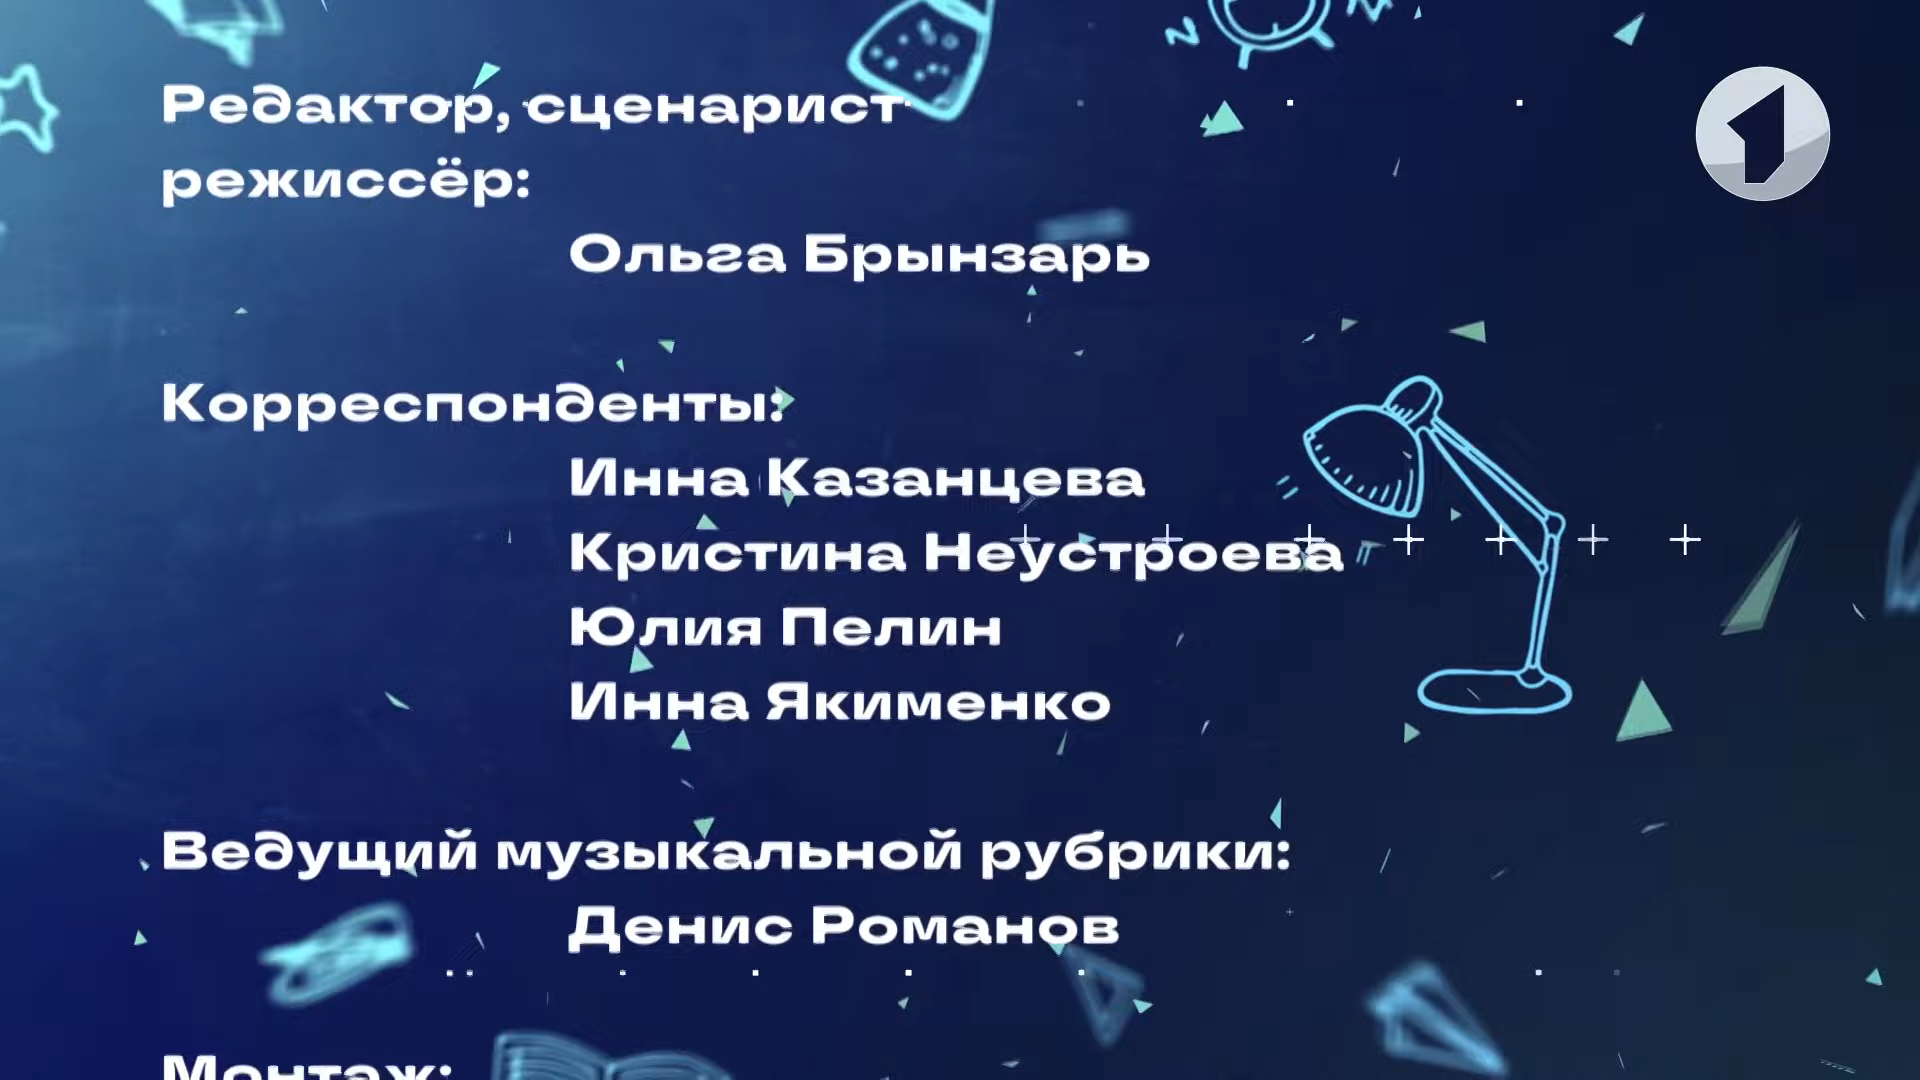 Редактор, сценарист
режиссёр:
Ольга Брынзарь
Корреспонденты:
Инна Казанцева
Кристина Неустроева
Юлия Пелин
Инна Якименко
Ведущий музыкальной рубрики:
Денис Романов
Монтаж: